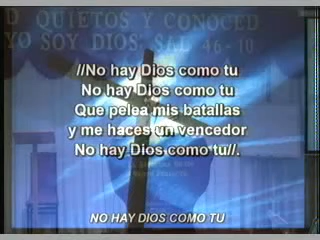 D QUIETOS Y CONOCED
YO SOY DIOS. SAL 46-10
//No hay Dios como tu
No hay Dios como tu
Que pelea mis batallas
y me haces un vencedor
No hay Dios como tu//.
NO HAY DIOS COMO TU